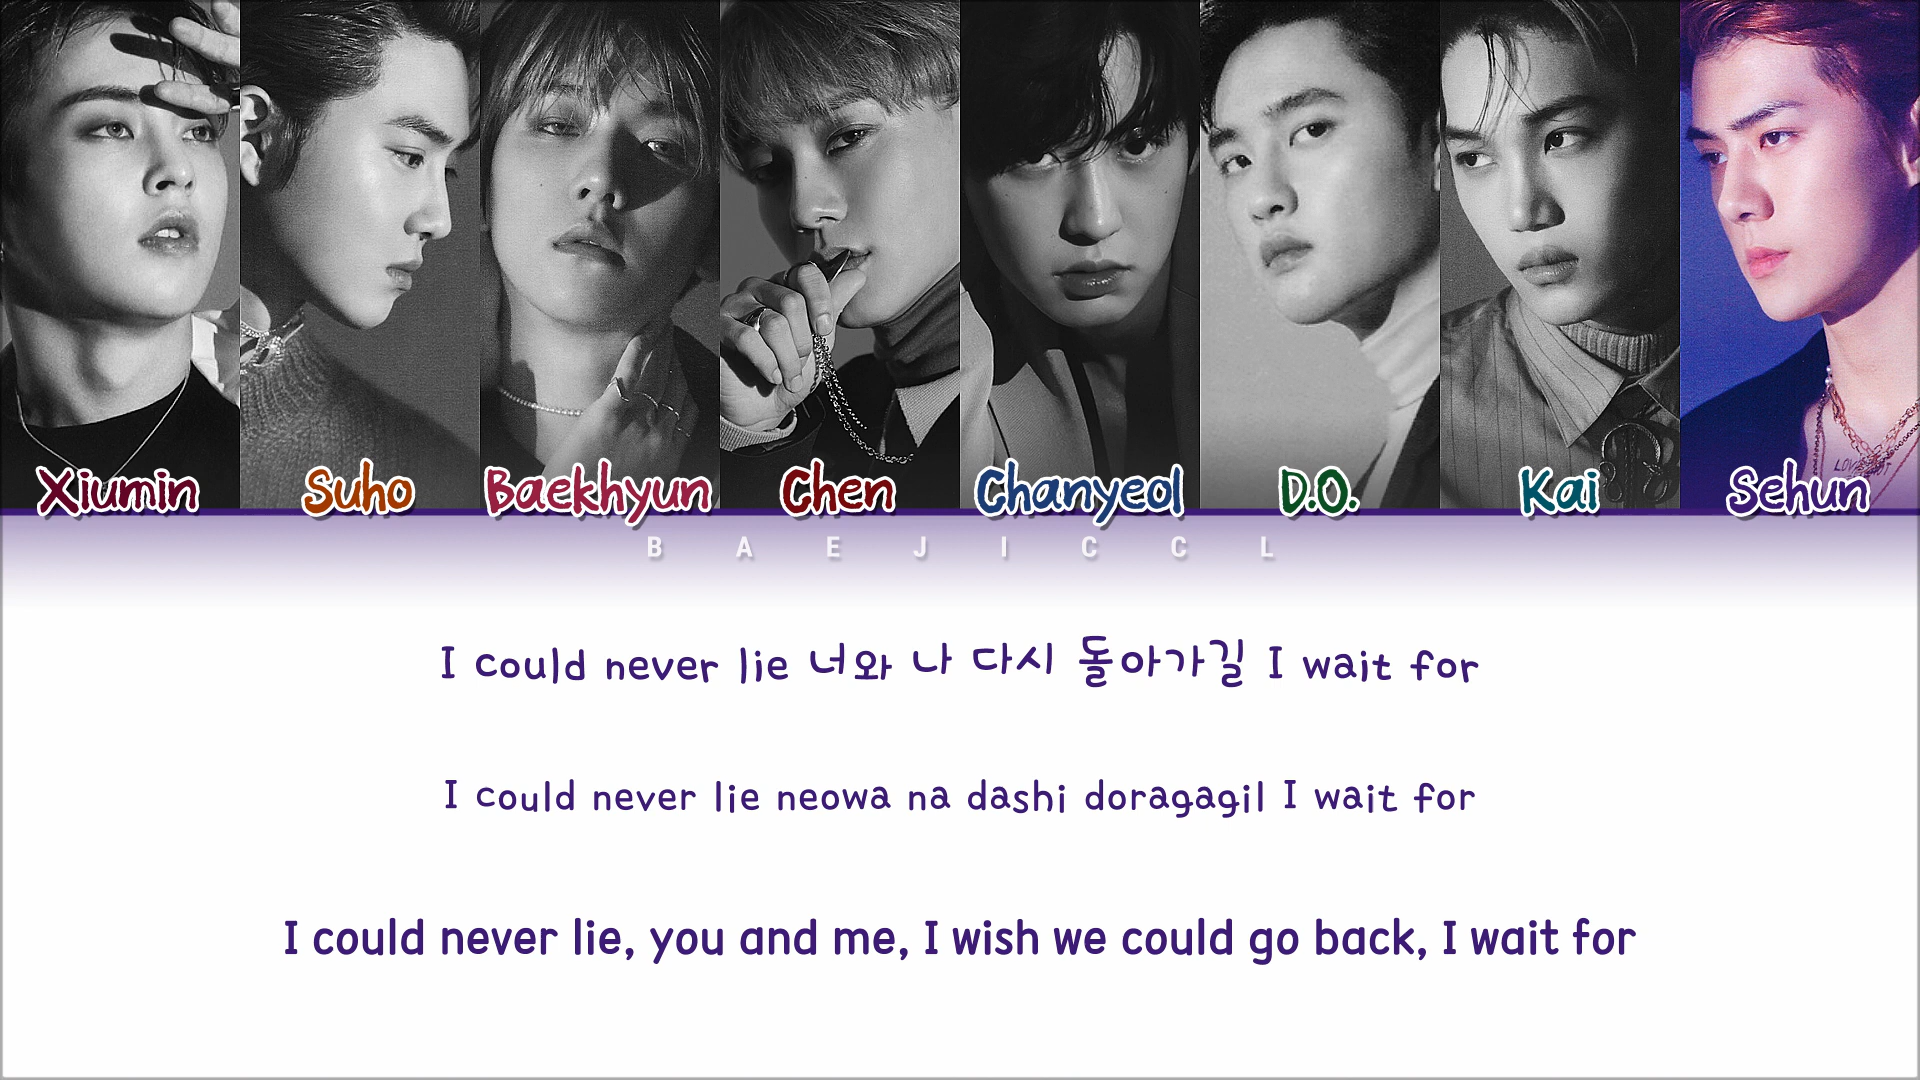 Xiumin Suho Baekhyun Chen Chanyeol D.O. Kai Sehun
BAEJICCL
I could never lie 너와 나 다시 돌아가길 I wait for
I could never lie neowa na dashi doragagil I wait for
I could never lie, you and me, I wish we could go back, I wait for